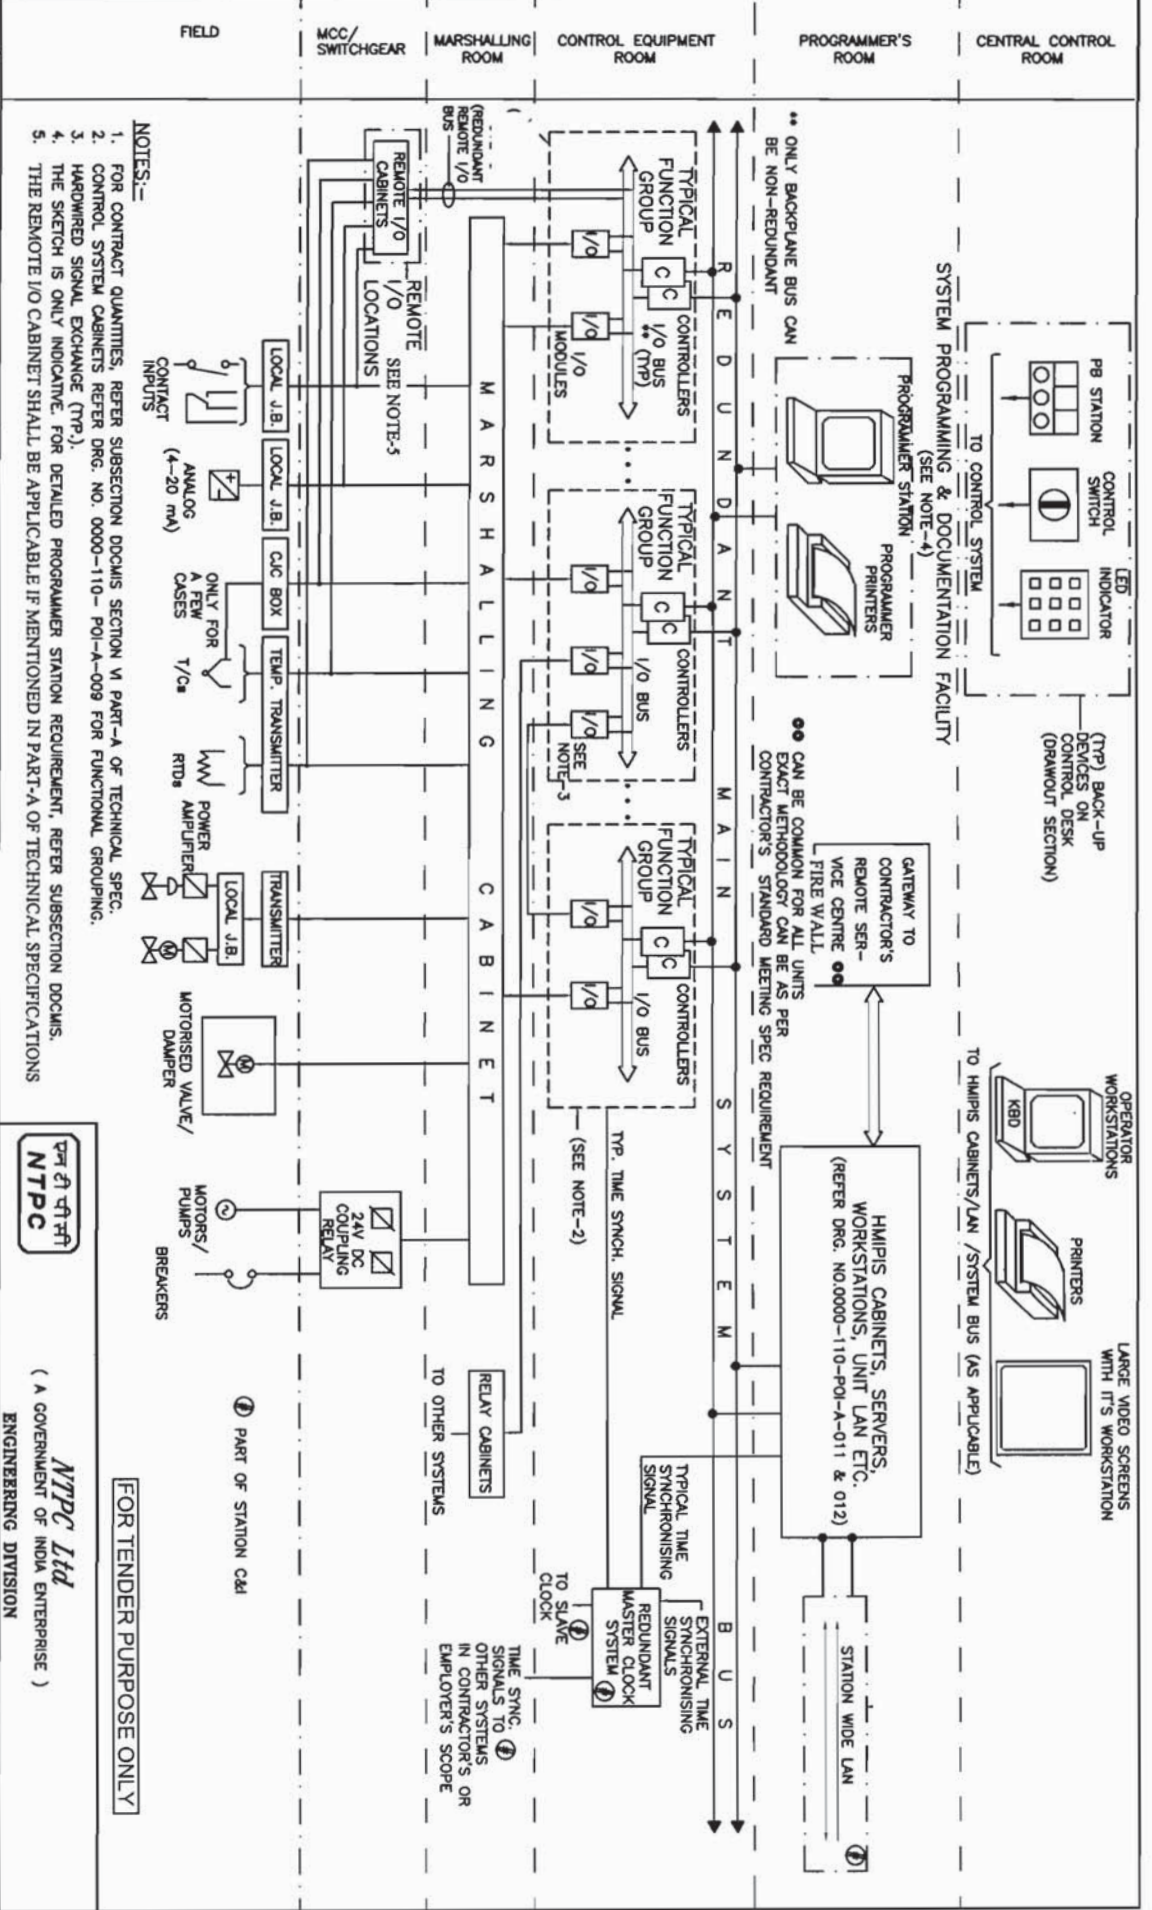 CENTRAL CONTROL
ROOM
PROGRAMMER'S
ROOM
CONTROL EQUIPMENT
ROOM
MARSHALLING
ROOM
MCC/
SWITCHGEAR
FIELD
PB STATION
CONTROL
SWITCH
LED
INDICATOR
TO CONTROL SYSTEM
(TYP) BACK-UP
DEVICES ON
CONTROL DESK
(DRAWOUT SECTION)
OPERATOR
WORKSTATIONS
KBD
PRINTERS
LARGE VIDEO SCREENS
WITH IT'S WORKSTATION
TO HMIPIS CABINETS/LAN /SYSTEM BUS (AS APPLICABLE)
SYSTEM PROGRAMMING & DOCUMENTATION FACILITY
(SEE NOTE-4)
PROGRAMMER STATION
PROGRAMMER
PRINTERS
** ONLY BACKPLANE BUS CAN
BE NON-REDUNDANT
GATEWAY TO
CONTRACTOR'S
REMOTE SER-
VICE CENTRE
FIRE WALL
CAN BE COMMON FOR ALL UNITS
EXACT METHODOLOGY CAN BE AS PER
CONTRACTOR'S STANDARD MEETING SPEC REQUIREMENT
HMIPIS CABINETS, SERVERS,
WORKSTATIONS, UNIT LAN ETC.
(REFER DRG. NO.0000-110-POI-A-011 & 012)
STATION WIDE LAN
REDUNDANT MAIN SYSTEM BUS
TYPICAL
FUNCTION
GROUP
C
C
CONTROLLERS
I/O BUS
** (TYP)
I/O
I/O
I/O
MODULES
TYPICAL
FUNCTION
GROUP
C
C
CONTROLLERS
I/O BUS
I/O
I/O
I/O
SEE
NOTE-3
TYPICAL
FUNCTION
GROUP
C
C
CONTROLLERS
I/O BUS
I/O
I/O
(SEE NOTE-2)
TYP. TIME SYNCH. SIGNAL
TYPICAL TIME
SYNCHRONISING
SIGNAL
EXTERNAL TIME
SYNCHRONISING
SIGNALS
REDUNDANT
MASTER CLOCK
SYSTEM
TO SLAVE
CLOCK
TIME SYNC.
SIGNALS TO
OTHER SYSTEMS
IN CONTRACTOR'S OR
EMPLOYER'S SCOPE
(REDUNDANT
REMOTE I/O
BUS
MARSHALLING CABINET
RELAY CABINETS
TO OTHER SYSTEMS
REMOTE I/O
CABINETS
REMOTE
I/O
LOCATIONS
SEE NOTE-5
24V DC
COUPLING
RELAY
LOCAL J.B.
LOCAL J.B.
CJC BOX
TEMP. TRANSMITTER
TRANSMITTER
LOCAL J.B.
CONTACT
INPUTS
ANALOG
(4-20 mA)
ONLY FOR
A FEW
CASES
T/Cs
RTDs
POWER
AMPLIFIER
M
MOTORISED VALVE/
DAMPER
M
MOTORS/
PUMPS
BREAKERS
PART OF STATION C&I
NOTES:-
1. FOR CONTRACT QUANTITIES, REFER SUBSECTION DDCMIS SECTION VI PART-A OF TECHNICAL SPEC.
2. CONTROL SYSTEM CABINETS REFER DRG. NO. 0000-110- POI-A-009 FOR FUNCTIONAL GROUPING.
3. HARDWIRED SIGNAL EXCHANGE (TYP.).
4. THE SKETCH IS ONLY INDICATIVE. FOR DETAILED PROGRAMMER STATION REQUIREMENT, REFER SUBSECTION DDCMIS.
5. THE REMOTE I/O CABINET SHALL BE APPLICABLE IF MENTIONED IN PART-A OF TECHNICAL SPECIFICATIONS
FOR TENDER PURPOSE ONLY
एन टी पी सी
NTPC
NTPC Ltd
( A GOVERNMENT OF INDIA ENTERPRISE )
ENGINEERING DIVISION